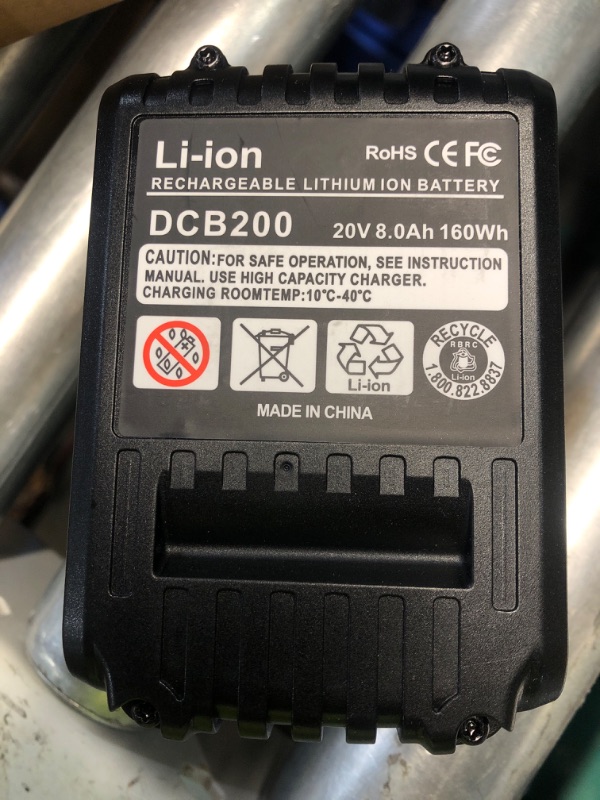 Li-ion RoHS CE FC
RECHARGEABLE LITHIUM ION BATTERY
DCB200 20V 8.0Ah 160Wh
CAUTION:FOR SAFE OPERATION, SEE INSTRUCTION
MANUAL. USE HIGH CAPACITY CHARGER.
CHARGING ROOMTEMP:10°C-40°C
Li-ion
RECYCLE
RBRC
Li-ion
1.800.822.8837
MADE IN CHINA